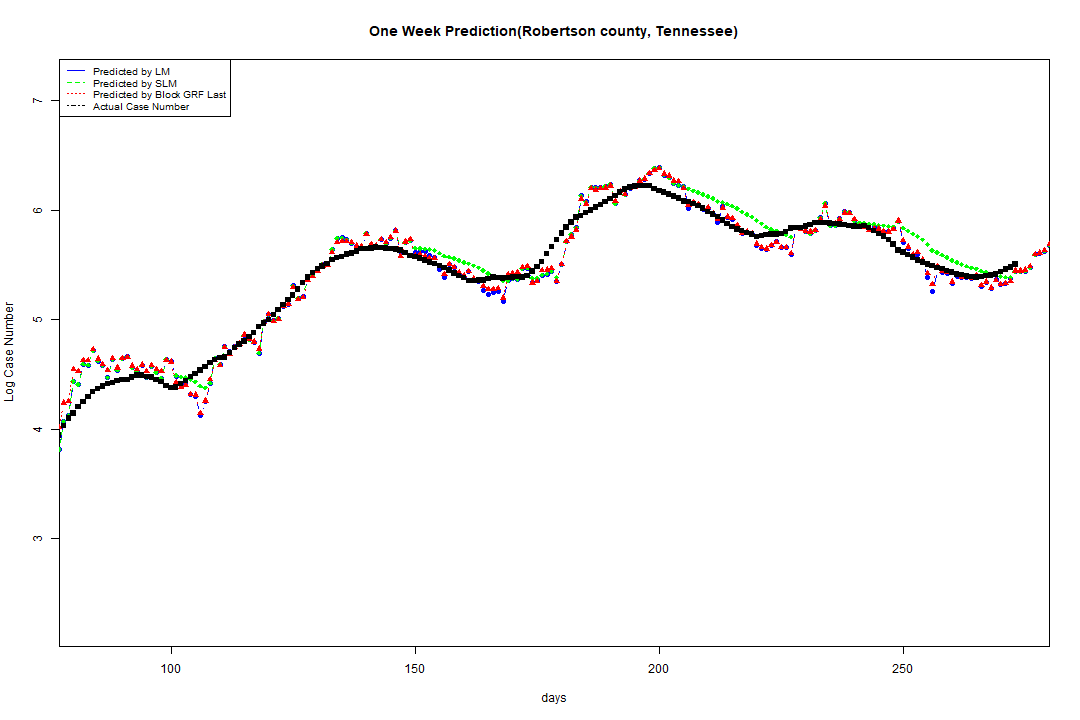 One Week Prediction(Robertson county, Tennessee)
Predicted by LM
Predicted by SLM
Predicted by Block GRF Last
Actual Case Number
7
6
5
4
3
Log Case Number
100 150 200 250
days